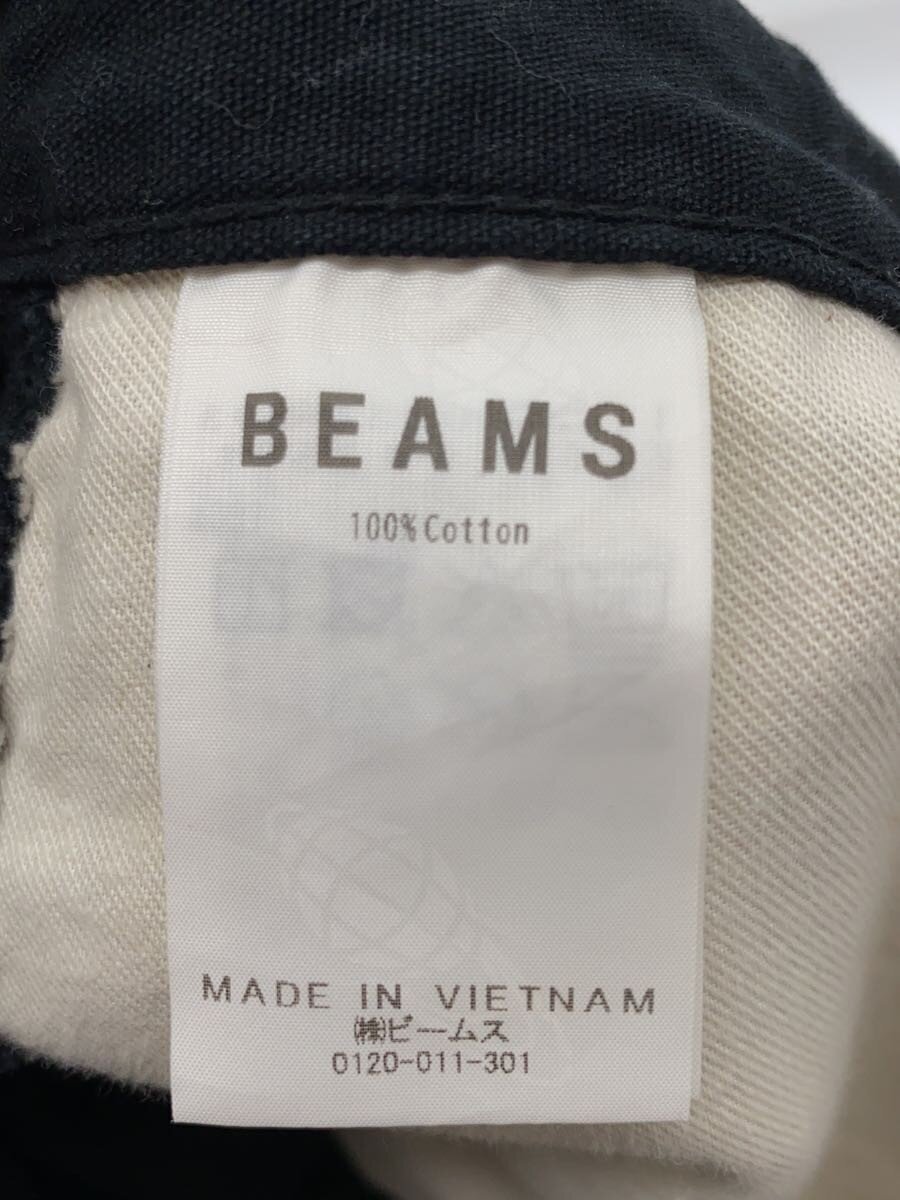 BEAMS
100%Cotton
MADE IN VIETNAM
㈱ビームス
0120-011-301